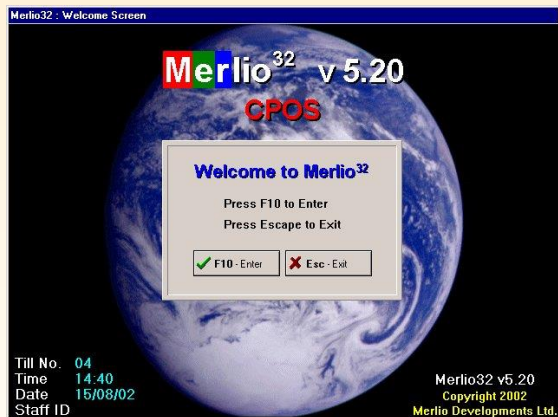 Merlio32 : Welcome Screen
Merlio32 v 5.20
CPOS
Welcome to Merlio32
Press F10 to Enter
Press Escape to Exit
F10 - Enter
Esc - Exit
Till No. 04
Time 14:40
Date 15/08/02
Staff ID
Merlio32 v5.20
Copyright 2002
Merlio Developments Ltd.